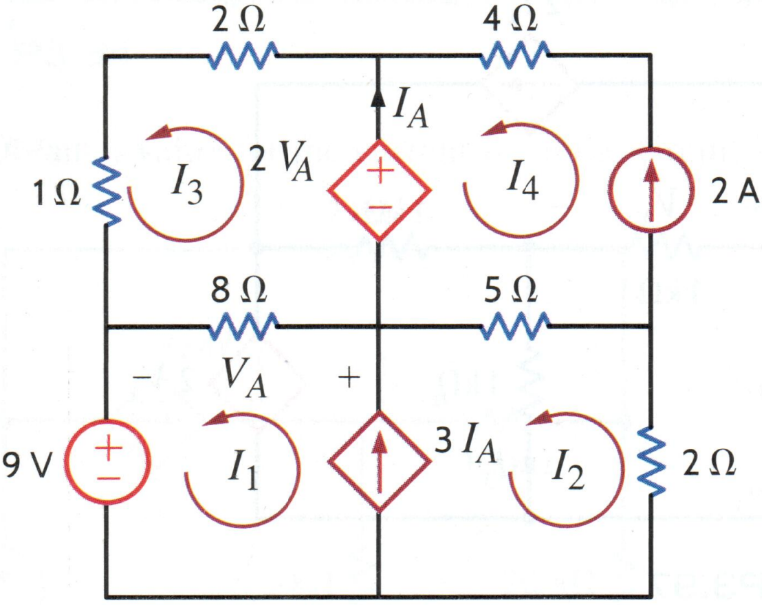 2 Ω 4 Ω
I_A
1 Ω I_3 2 V_A + − I_4 2 A
8 Ω 5 Ω
− V_A +
9 V + − I_1 3 I_A I_2 2 Ω